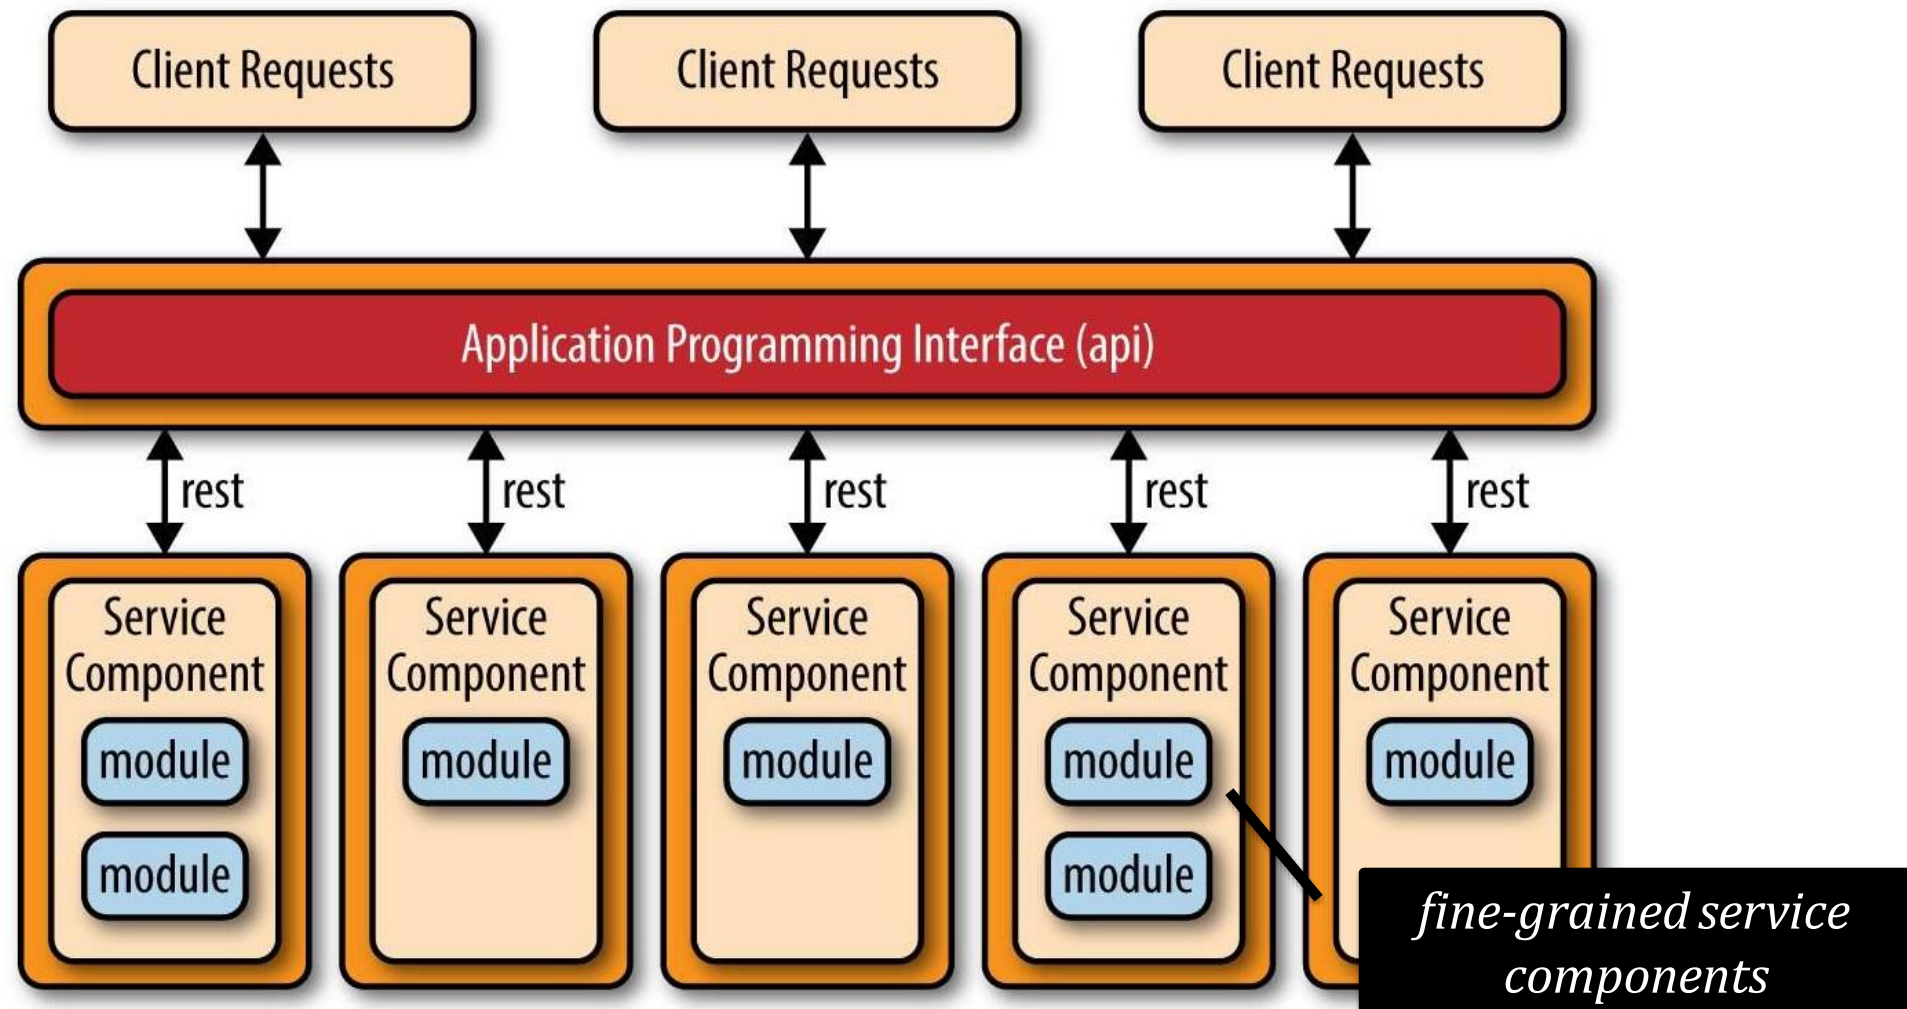 Client Requests
Client Requests
Client Requests
Application Programming Interface (api)
rest
rest
rest
rest
rest
Service
Component
module
module
Service
Component
module
Service
Component
module
Service
Component
module
module
Service
Component
module
fine-grained service
components